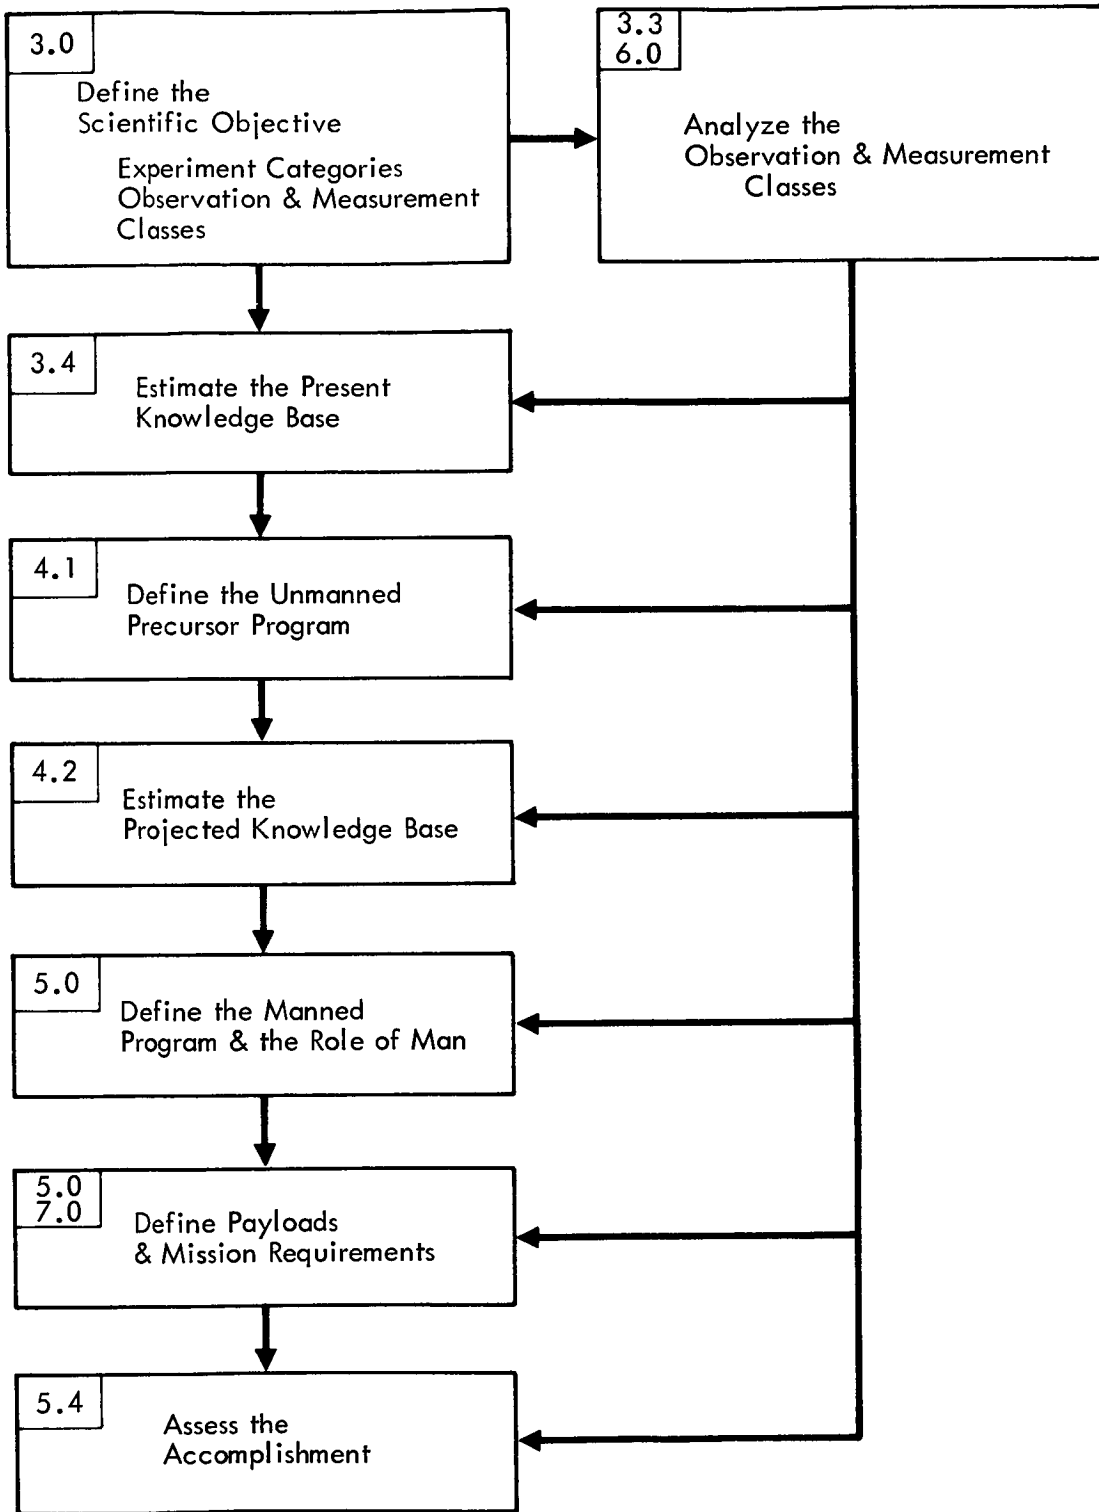 3.0
Define the
Scientific Objective
Experiment Categories
Observation & Measurement
Classes
3.3
6.0
Analyze the
Observation & Measurement
Classes
3.4
Estimate the Present
Knowledge Base
4.1
Define the Unmanned
Precursor Program
4.2
Estimate the
Projected Knowledge Base
5.0
Define the Manned
Program & the Role of Man
5.0
7.0
Define Payloads
& Mission Requirements
5.4
Assess the
Accomplishment